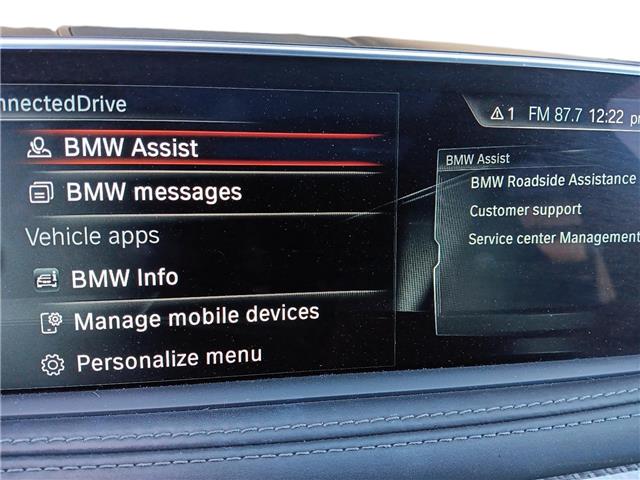 nnectedDrive
1 FM 87.7 12:22 pm
BMW Assist
BMW messages
Vehicle apps
BMW Info
Manage mobile devices
Personalize menu
BMW Assist
BMW Roadside Assistance
Customer support
Service center Management